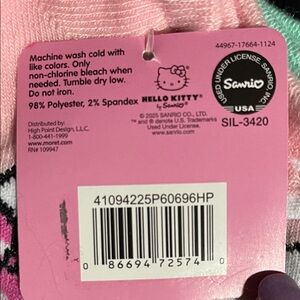 44967-17664-1124
Machine wash cold with
like colors. Only
non-chlorine bleach when
needed. Tumble dry low.
Do not iron.
98% Polyester, 2% Spandex
HELLO KITTY®
by Sanrio®
USED UNDER LICENSE. SANRIO, INC.
Sanrio
USA
SIL-3420
Distributed by:
High Point Design, L.L.C.
1-800-441-1999
www.moret.com
RN# 109947
© 2025 SANRIO CO., LTD.
™ and ® denote U.S. Trademarks
Used Under License.
www.sanrio.com
41094225P60696HP
0 86694 72574 0